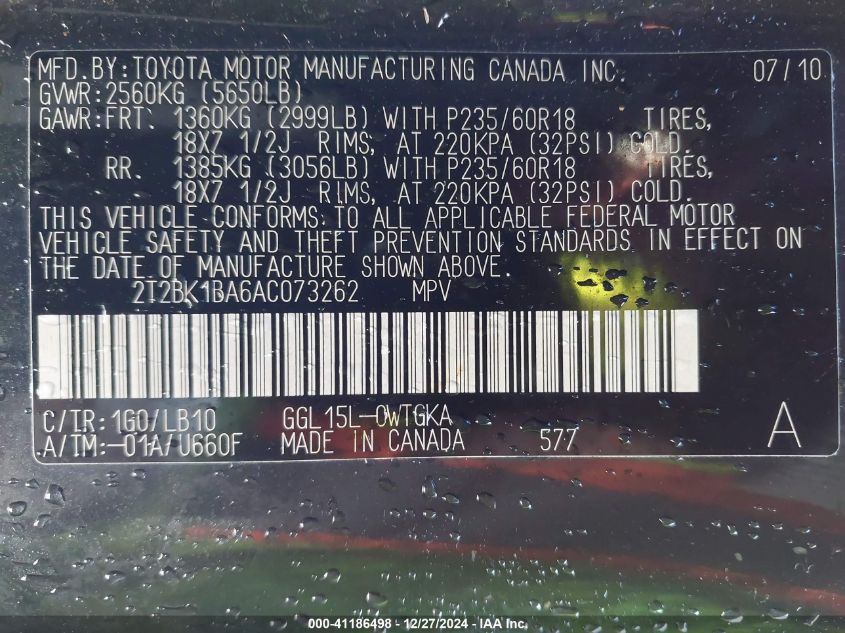 MFD. BY: TOYOTA MOTOR MANUFACTURING CANADA INC. 07/10
GVWR: 2560KG (5650LB)
GAWR: FRT. 1360KG (2999LB) WITH P235/60R18 TIRES,
18X7 1/2J RIMS, AT 220KPA (32PSI) COLD.
RR. 1385KG (3056LB) WITH P235/60R18 TIRES,
18X7 1/2J RIMS, AT 220KPA (32PSI) COLD.
THIS VEHICLE CONFORMS TO ALL APPLICABLE FEDERAL MOTOR
VEHICLE SAFETY AND THEFT PREVENTION STANDARDS IN EFFECT ON
THE DATE OF MANUFACTURE SHOWN ABOVE.
2T2BK1BA6AC073262 MPV
C/TR: 1G0/LB10 GGL15L-CWTGKA
A/TM: -01A/U660F MADE IN CANADA 577 A
000-41186498 - 12/27/2024 - IAA Inc.